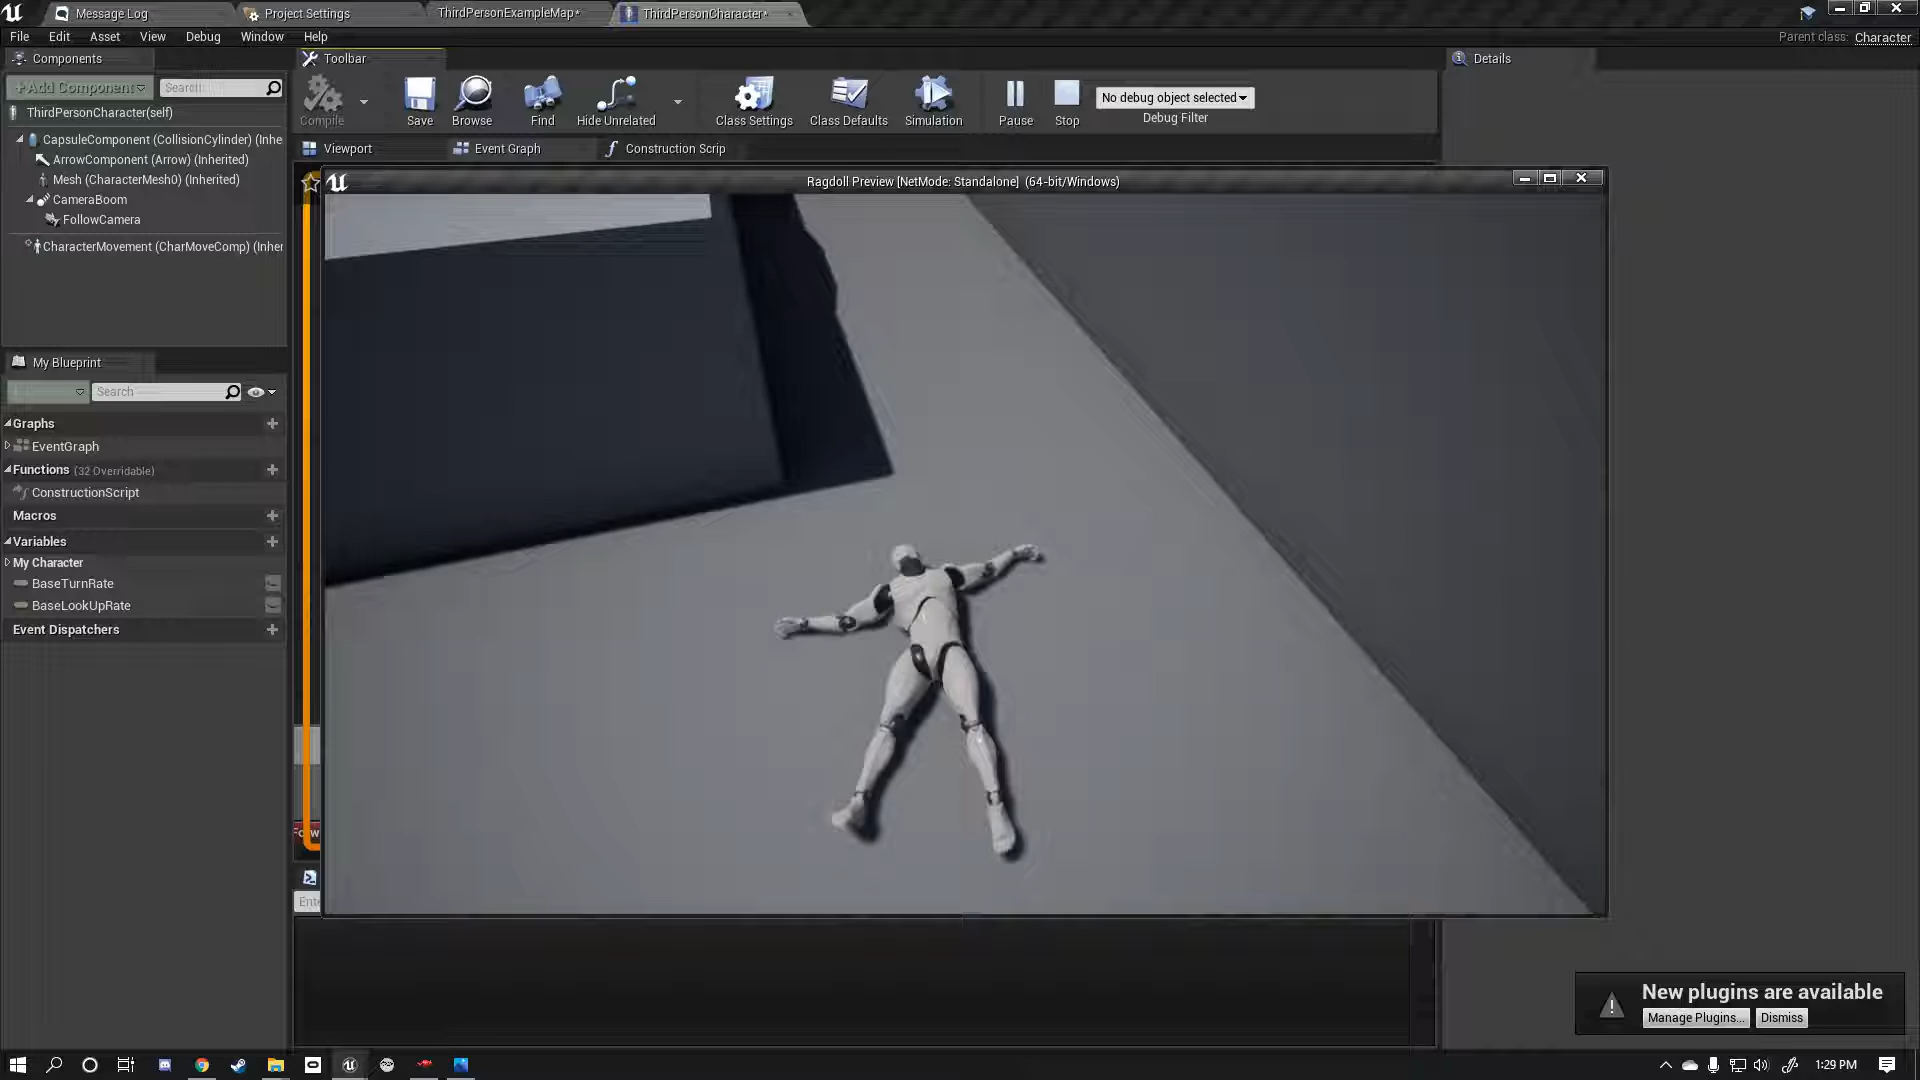 Message Log
Project Settings
ThirdPersonExampleMap*
ThirdPersonCharacter*
File
Edit
Asset
View
Debug
Window
Help
Parent class: Character
Components
Toolbar
Details
+Add Component
Search
Compile
Save
Browse
Find
Hide Unrelated
Class Settings
Class Defaults
Simulation
Pause
Stop
No debug object selected
Debug Filter
ThirdPersonCharacter(self)
CapsuleComponent (CollisionCylinder) (Inhe
ArrowComponent (Arrow) (Inherited)
Mesh (CharacterMesh0) (Inherited)
CameraBoom
FollowCamera
CharacterMovement (CharMoveComp) (Inher
Viewport
Event Graph
Construction Scrip
Ragdoll Preview [NetMode: Standalone] (64-bit/Windows)
My Blueprint
Search
Graphs
EventGraph
Functions (32 Overridable)
ConstructionScript
Macros
Variables
My Character
BaseTurnRate
BaseLookUpRate
Event Dispatchers
Forw
Ente
New plugins are available
Manage Plugins...
Dismiss
1:29 PM